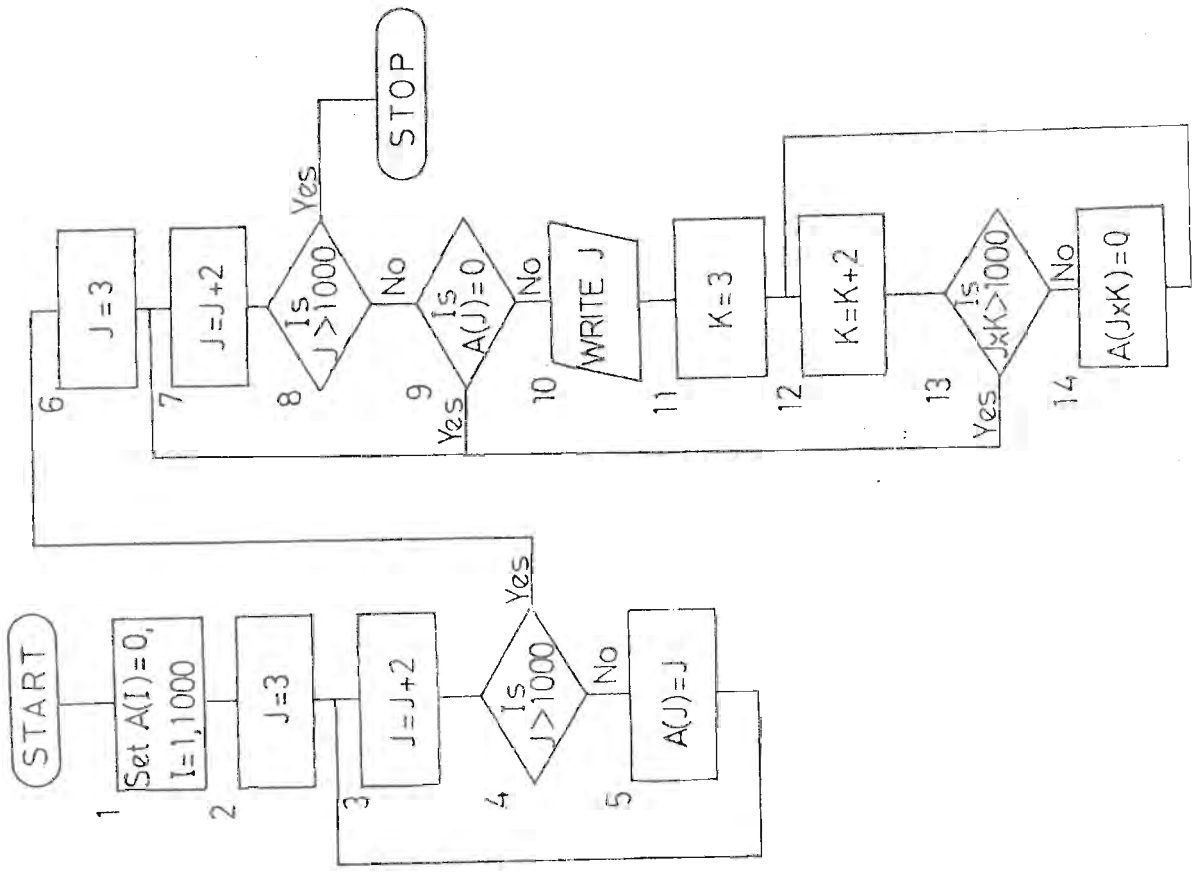 START
1
Set A(I)=0,
I=1,1000
2
J=3
3
J=J+2
4
Is
J>1000
Yes
No
5
A(J)=J
6
J=3
7
J=J+2
8
Is
J>1000
Yes
No
STOP
9
Is
A(J)=0
Yes
No
10
WRITE J
11
K=3
12
K=K+2
13
Is
J×K>1000
Yes
No
14
A(J×K)=0